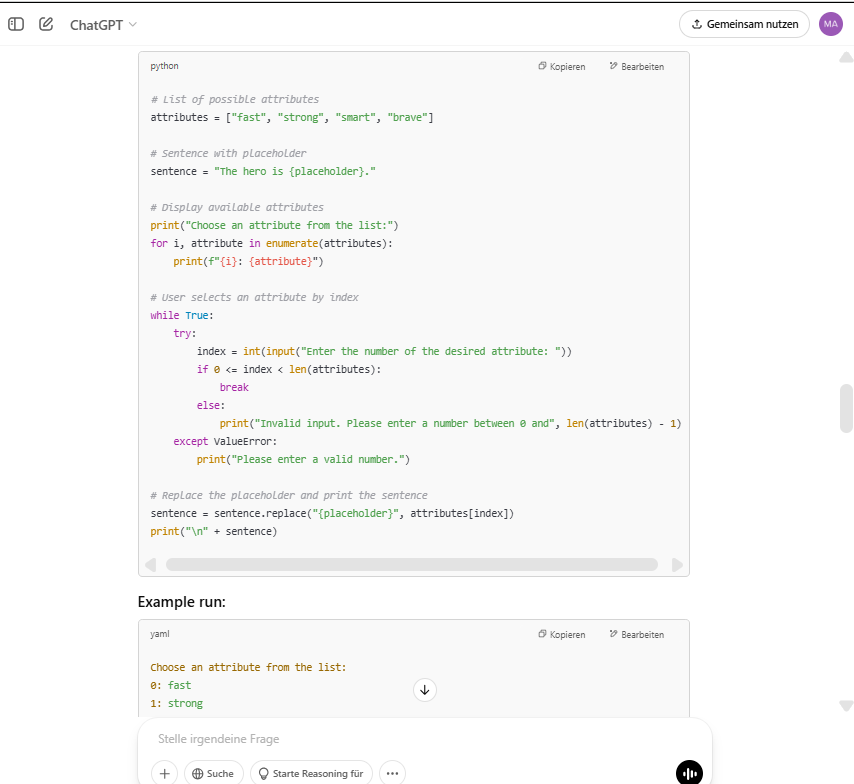 ChatGPT
Gemeinsam nutzen
MA
python
Kopieren
Bearbeiten
# List of possible attributes
attributes = ["fast", "strong", "smart", "brave"]
# Sentence with placeholder
sentence = "The hero is {placeholder}."
# Display available attributes
print("Choose an attribute from the list:")
for i, attribute in enumerate(attributes):
    print(f"{i}: {attribute}")
# User selects an attribute by index
while True:
    try:
        index = int(input("Enter the number of the desired attribute: "))
        if 0 <= index < len(attributes):
            break
        else:
            print("Invalid input. Please enter a number between 0 and", len(attributes) - 1)
    except ValueError:
        print("Please enter a valid number.")
# Replace the placeholder and print the sentence
sentence = sentence.replace("{placeholder}", attributes[index])
print("\n" + sentence)
Example run:
yaml
Kopieren
Bearbeiten
Choose an attribute from the list:
0: fast
1: strong
Stelle irgendeine Frage
Suche
Starte Reasoning für